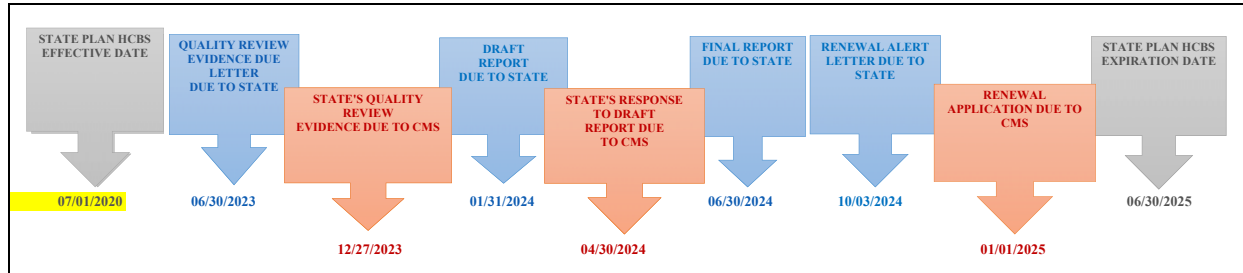 STATE PLAN HCBS
EFFECTIVE DATE
07/01/2020
QUALITY REVIEW
EVIDENCE DUE
LETTER
DUE TO STATE
06/30/2023
STATE'S QUALITY
REVIEW
EVIDENCE DUE TO CMS
12/27/2023
DRAFT
REPORT
DUE TO STATE
01/31/2024
STATE'S RESPONSE
TO DRAFT
REPORT DUE
TO CMS
04/30/2024
FINAL REPORT
DUE TO STATE
06/30/2024
RENEWAL ALERT
LETTER DUE TO
STATE
10/03/2024
RENEWAL
APPLICATION DUE TO
CMS
01/01/2025
STATE PLAN HCBS
EXPIRATION DATE
06/30/2025